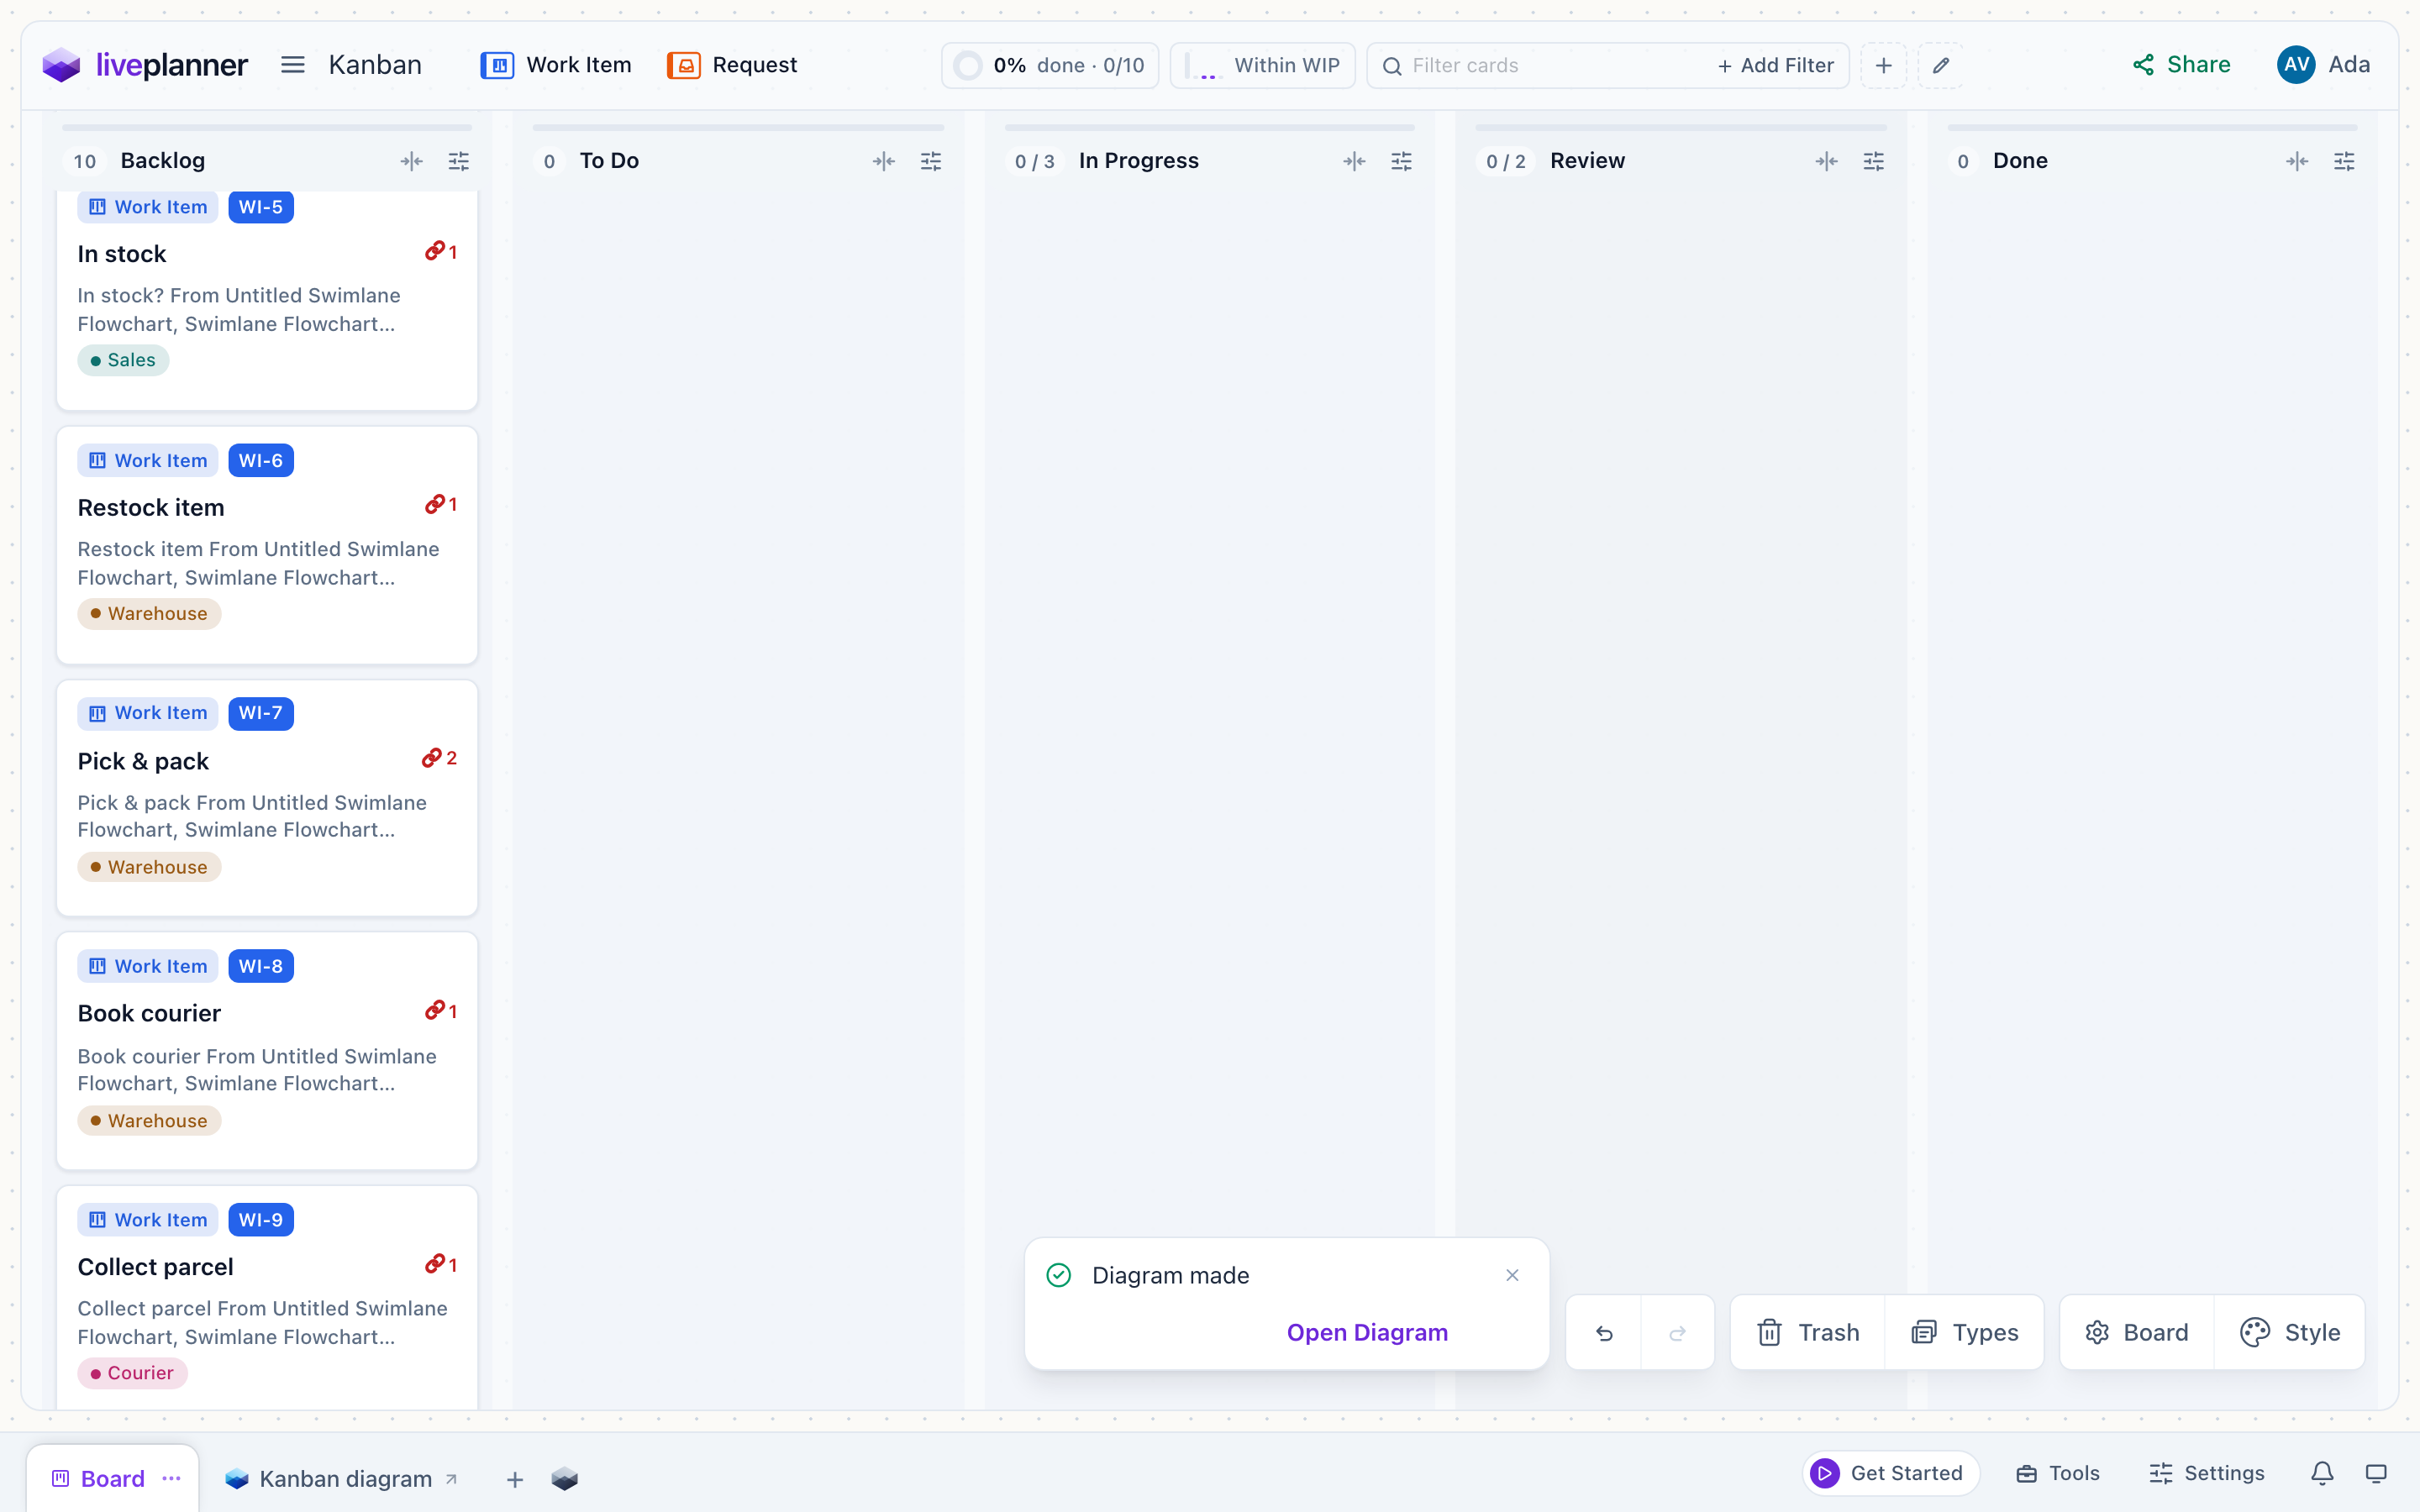 liveplanner
Kanban
Work Item
Request
0% done · 0/10
Within WIP
Filter cards
+ Add Filter
Share
AV
Ada
10 Backlog
0 To Do
0 / 3 In Progress
0 / 2 Review
0 Done
Work Item WI-5
In stock
1
In stock? From Untitled Swimlane
Flowchart, Swimlane Flowchart...
Sales
Work Item WI-6
Restock item
1
Restock item From Untitled Swimlane
Flowchart, Swimlane Flowchart...
Warehouse
Work Item WI-7
Pick & pack
2
Pick & pack From Untitled Swimlane
Flowchart, Swimlane Flowchart...
Warehouse
Work Item WI-8
Book courier
1
Book courier From Untitled Swimlane
Flowchart, Swimlane Flowchart...
Warehouse
Work Item WI-9
Collect parcel
1
Collect parcel From Untitled Swimlane
Flowchart, Swimlane Flowchart...
Courier
Diagram made
Open Diagram
Trash
Types
Board
Style
Board
Kanban diagram
Get Started
Tools
Settings